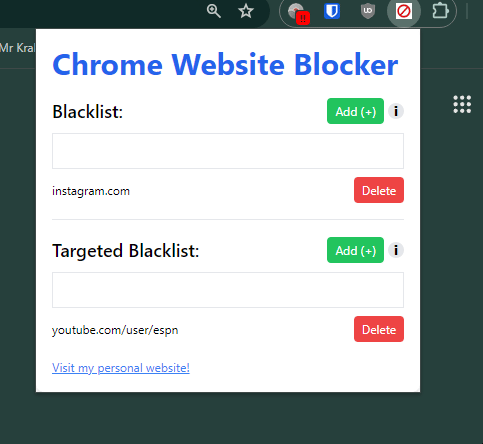 Mr Kra
Chrome Website Blocker
Blacklist:
Add (+)
i
instagram.com
Delete
Targeted Blacklist:
Add (+)
i
youtube.com/user/espn
Delete
Visit my personal website!